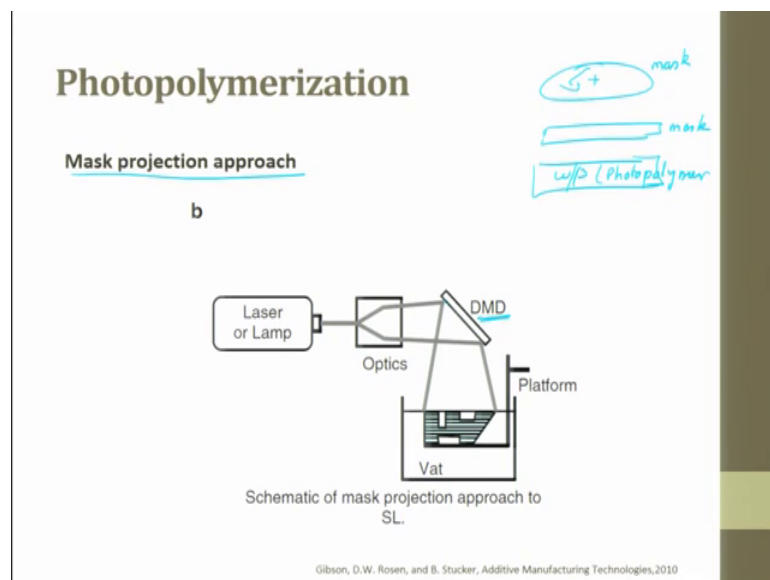 Photopolymerization
mask
mask
Mask projection approach
w/p (Photopolymer
b
Laser
or Lamp
DMD
Optics
Platform
Vat
Schematic of mask projection approach to
SL.
Gibson, D.W. Rosen, and B. Stucker, Additive Manufacturing Technologies,2010